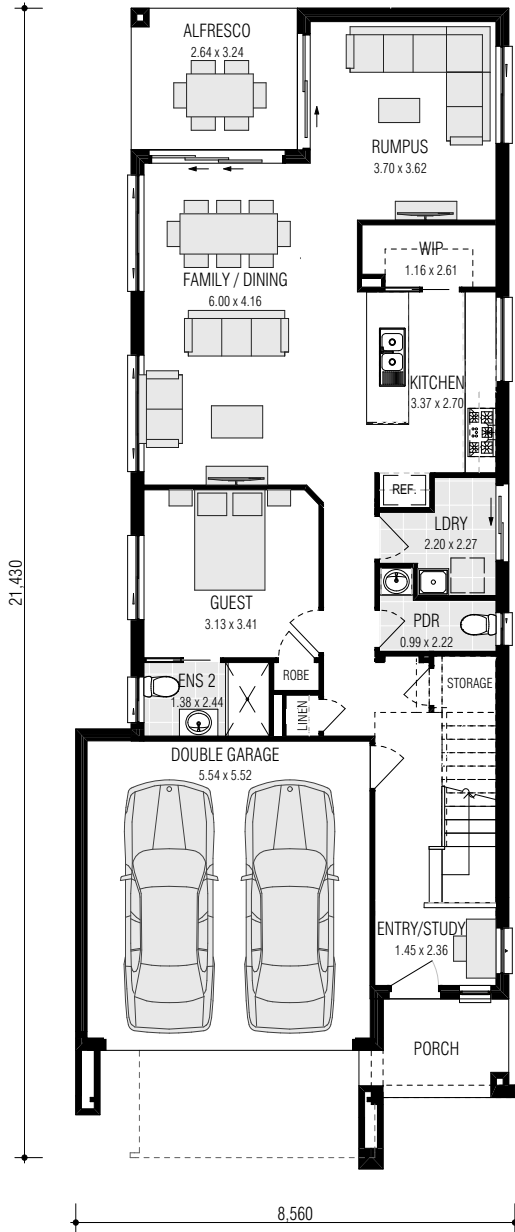 ALFRESCO
2.64 x 3.24
RUMPUS
3.70 x 3.62
WIP
1.16 x 2.61
FAMILY / DINING
6.00 x 4.16
KITCHEN
3.37 x 2.70
REF.
LDRY
2.20 x 2.27
21,430
GUEST
3.13 x 3.41
PDR
0.99 x 2.22
ROBE
STORAGE
ENS 2
1.38 x 2.44
LINEN
DOUBLE GARAGE
5.54 x 5.52
ENTRY/STUDY
1.45 x 2.36
PORCH
8,560